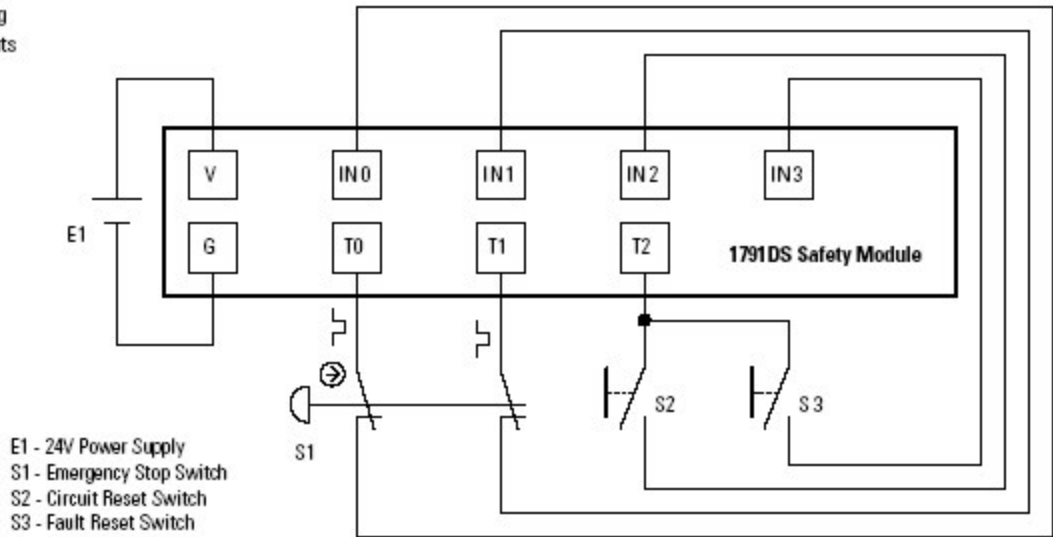 V
IN0
IN1
IN2
IN3
G
T0
T1
T2
1791DS Safety Module
E1
S1
S2
S3
E1 - 24V Power Supply
S1 - Emergency Stop Switch
S2 - Circuit Reset Switch
S3 - Fault Reset Switch